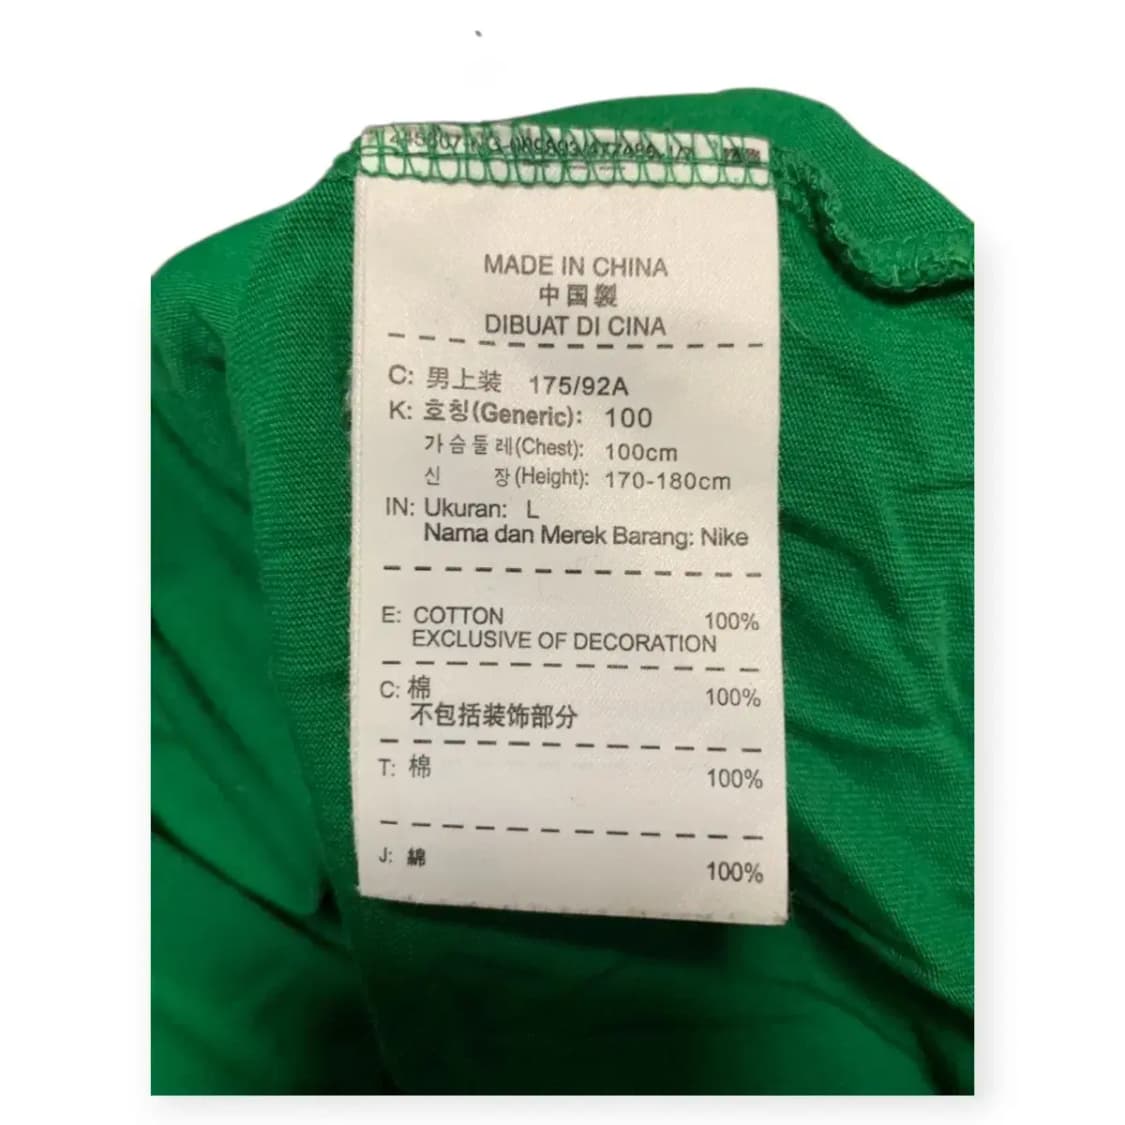 MADE IN CHINA
中国製
DIBUAT DI CINA
C: 男上装 175/92A
K: 호칭(Generic): 100
가슴둘레(Chest): 100cm
신 장(Height): 170-180cm
IN: Ukuran: L
Nama dan Merek Barang: Nike
E: COTTON 100%
EXCLUSIVE OF DECORATION
C: 棉 100%
不包括装饰部分
T: 棉 100%
J: 綿 100%